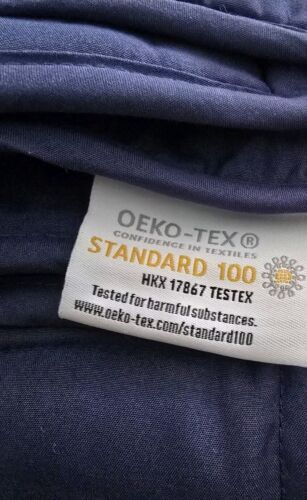 OEKO-TEX®
CONFIDENCE IN TEXTILES
STANDARD 100
HKX 17867 TESTEX
Tested for harmful substances.
www.oeko-tex.com/standard100